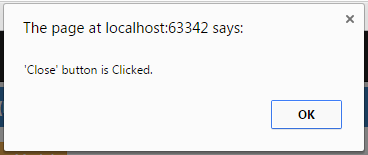 The page at localhost:63342 says:
'Close' button is Clicked.
OK